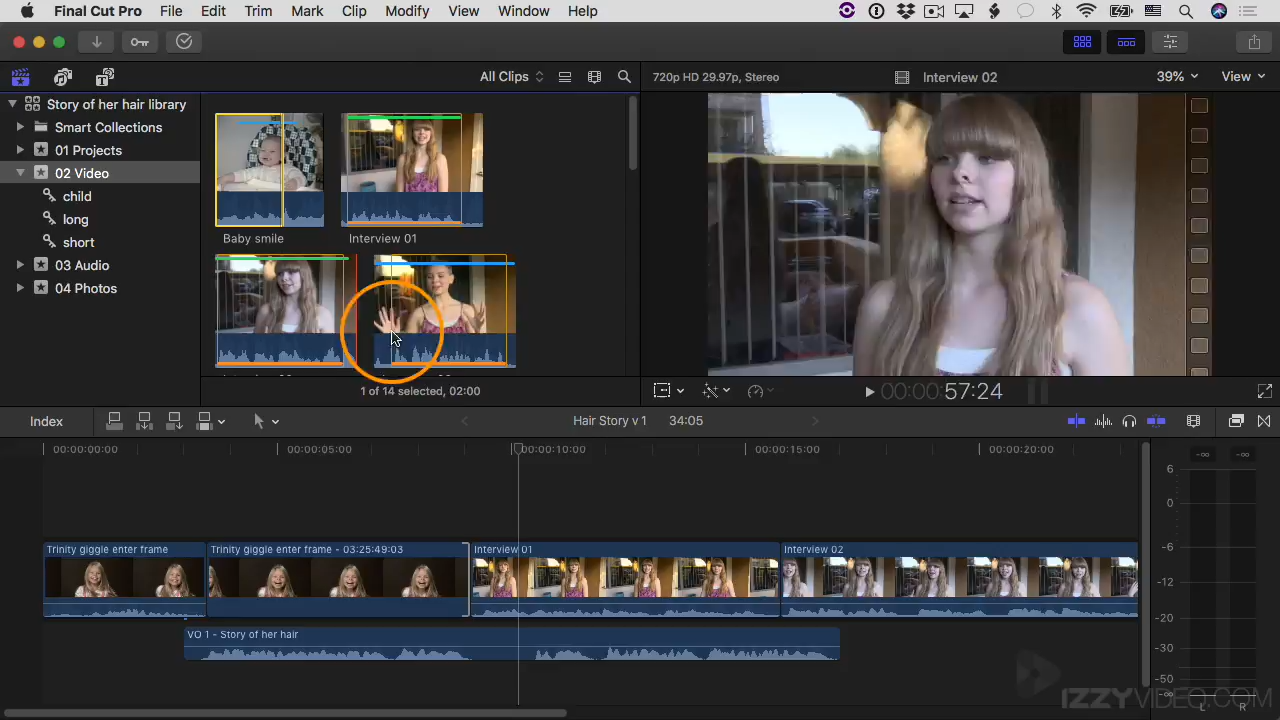 Final Cut Pro File Edit Trim Mark Clip Modify View Window Help
All Clips
720p HD 29.97p, Stereo
Interview 02
39%
View
Story of her hair library
Smart Collections
01 Projects
02 Video
child
long
short
03 Audio
04 Photos
Baby smile
Interview 01
1 of 14 selected, 02:00
00:00:00:57:24
Index
Hair Story v 1
34:05
00:00:00:00
00:00:05:00
00:00:10:00
00:00:15:00
00:00:20:00
Trinity giggle enter frame
Trinity giggle enter frame - 03:25:49:03
Interview 01
Interview 02
VO 1 - Story of her hair
-∞ -∞
6
0
-6
-12
-20
-30
-50
-∞
L R
IZZYVIDEO.COM